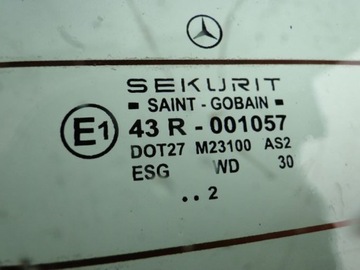 SEKURIT
SAINT - GOBAIN
E1 43 R - 001057
DOT27 M23100 AS2
ESG WD 30
..2